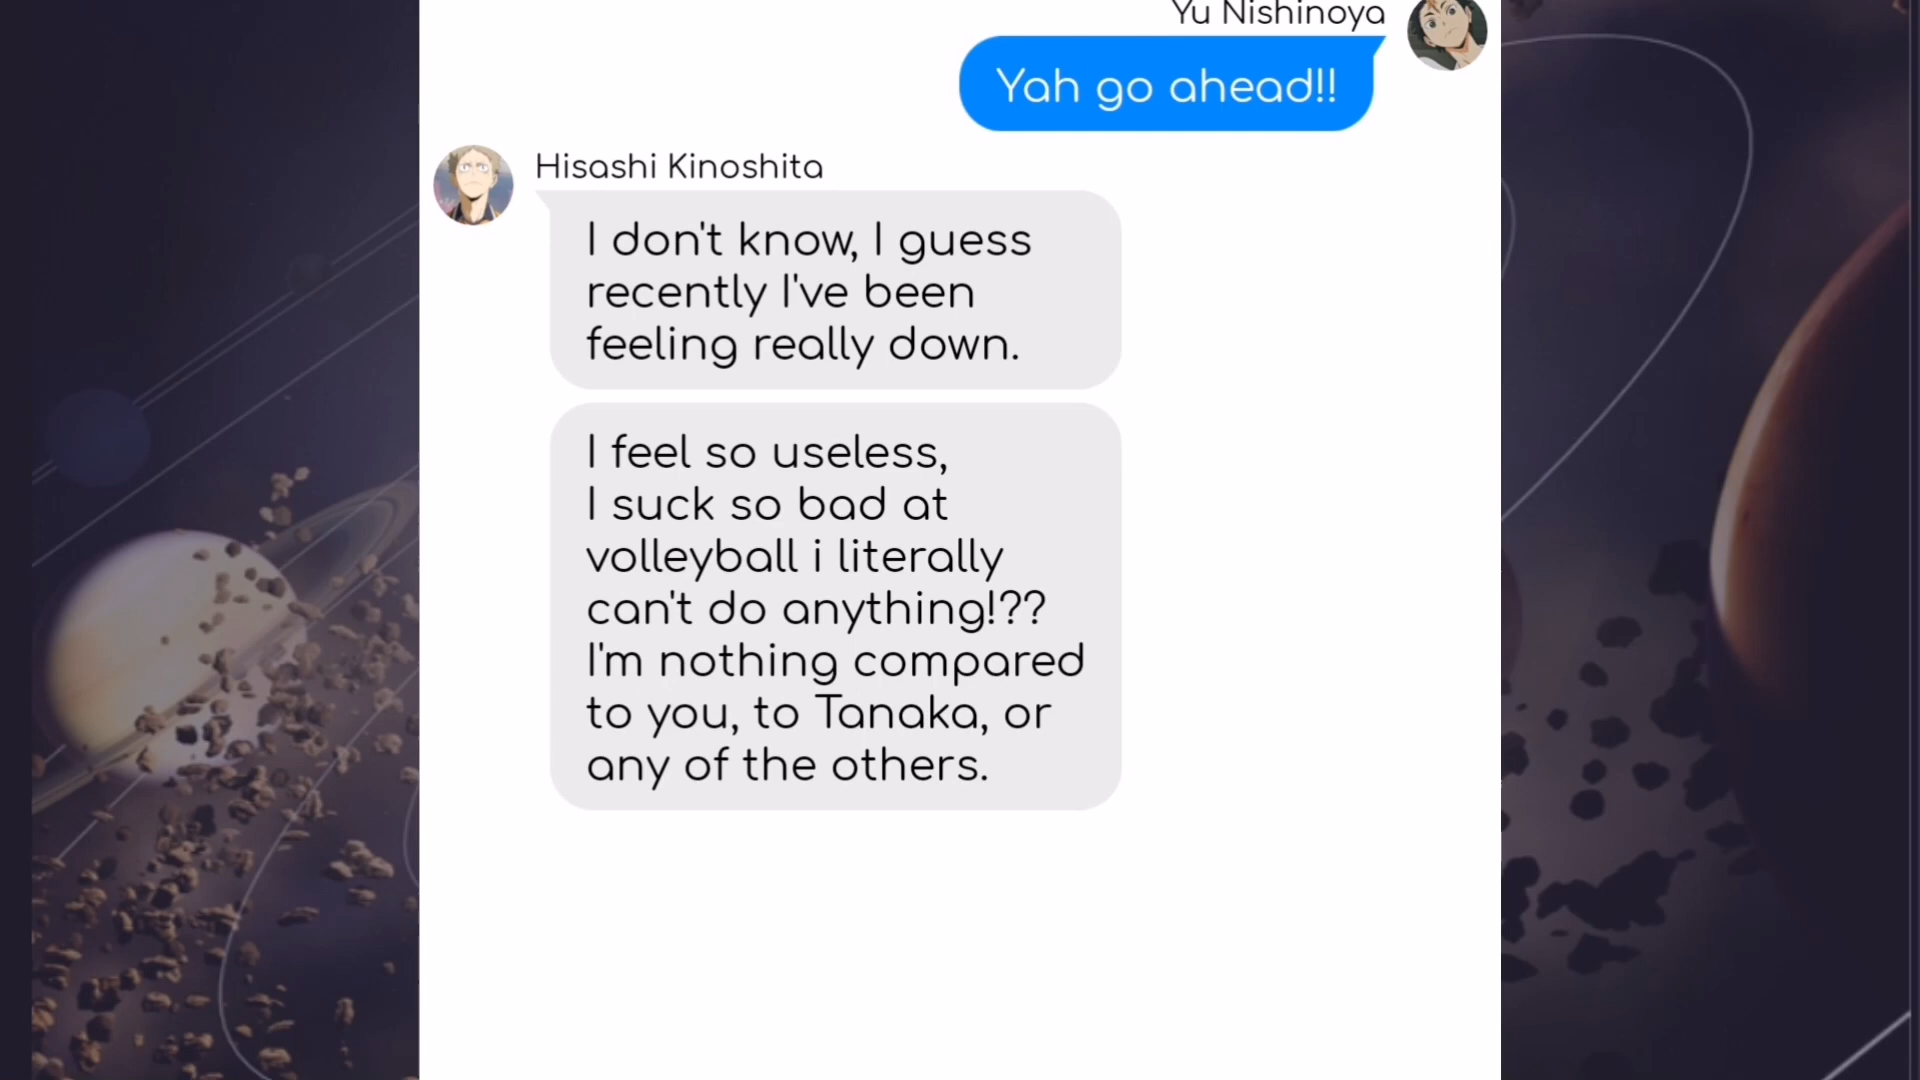 Yu Nishinoya
Yah go ahead!!
Hisashi Kinoshita
I don't know, I guess
recently I've been
feeling really down.
I feel so useless,
I suck so bad at
volleyball i literally
can't do anything!??
I'm nothing compared
to you, to Tanaka, or
any of the others.